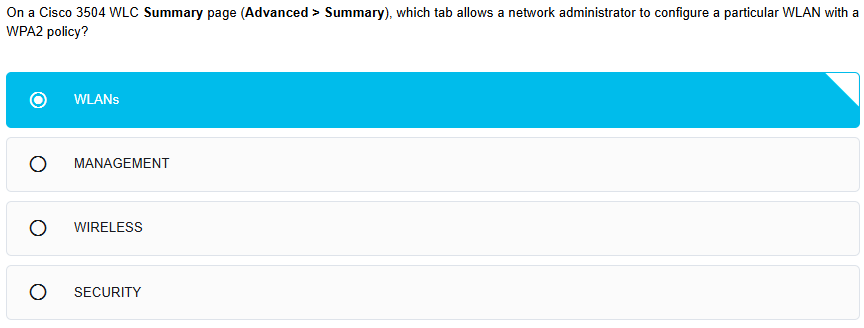 On a Cisco 3504 WLC Summary page (Advanced > Summary), which tab allows a network administrator to configure a particular WLAN with a
WPA2 policy?
WLANs
MANAGEMENT
WIRELESS
SECURITY